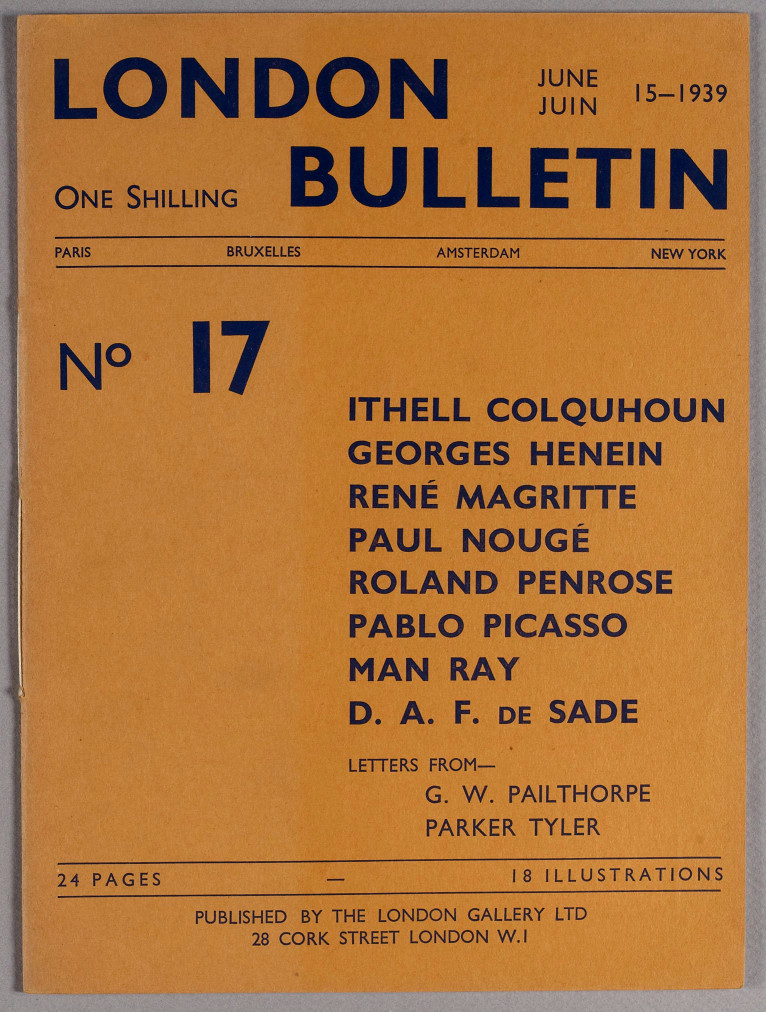 LONDON
JUNE
JUIN
15—1939
ONE SHILLING
BULLETIN
PARIS BRUXELLES AMSTERDAM NEW YORK
Nº 17
ITHELL COLQUHOUN
GEORGES HENEIN
RENÉ MAGRITTE
PAUL NOUGÉ
ROLAND PENROSE
PABLO PICASSO
MAN RAY
D. A. F. DE SADE
LETTERS FROM—
G. W. PAILTHORPE
PARKER TYLER
24 PAGES — 18 ILLUSTRATIONS
PUBLISHED BY THE LONDON GALLERY LTD
28 CORK STREET LONDON W.1